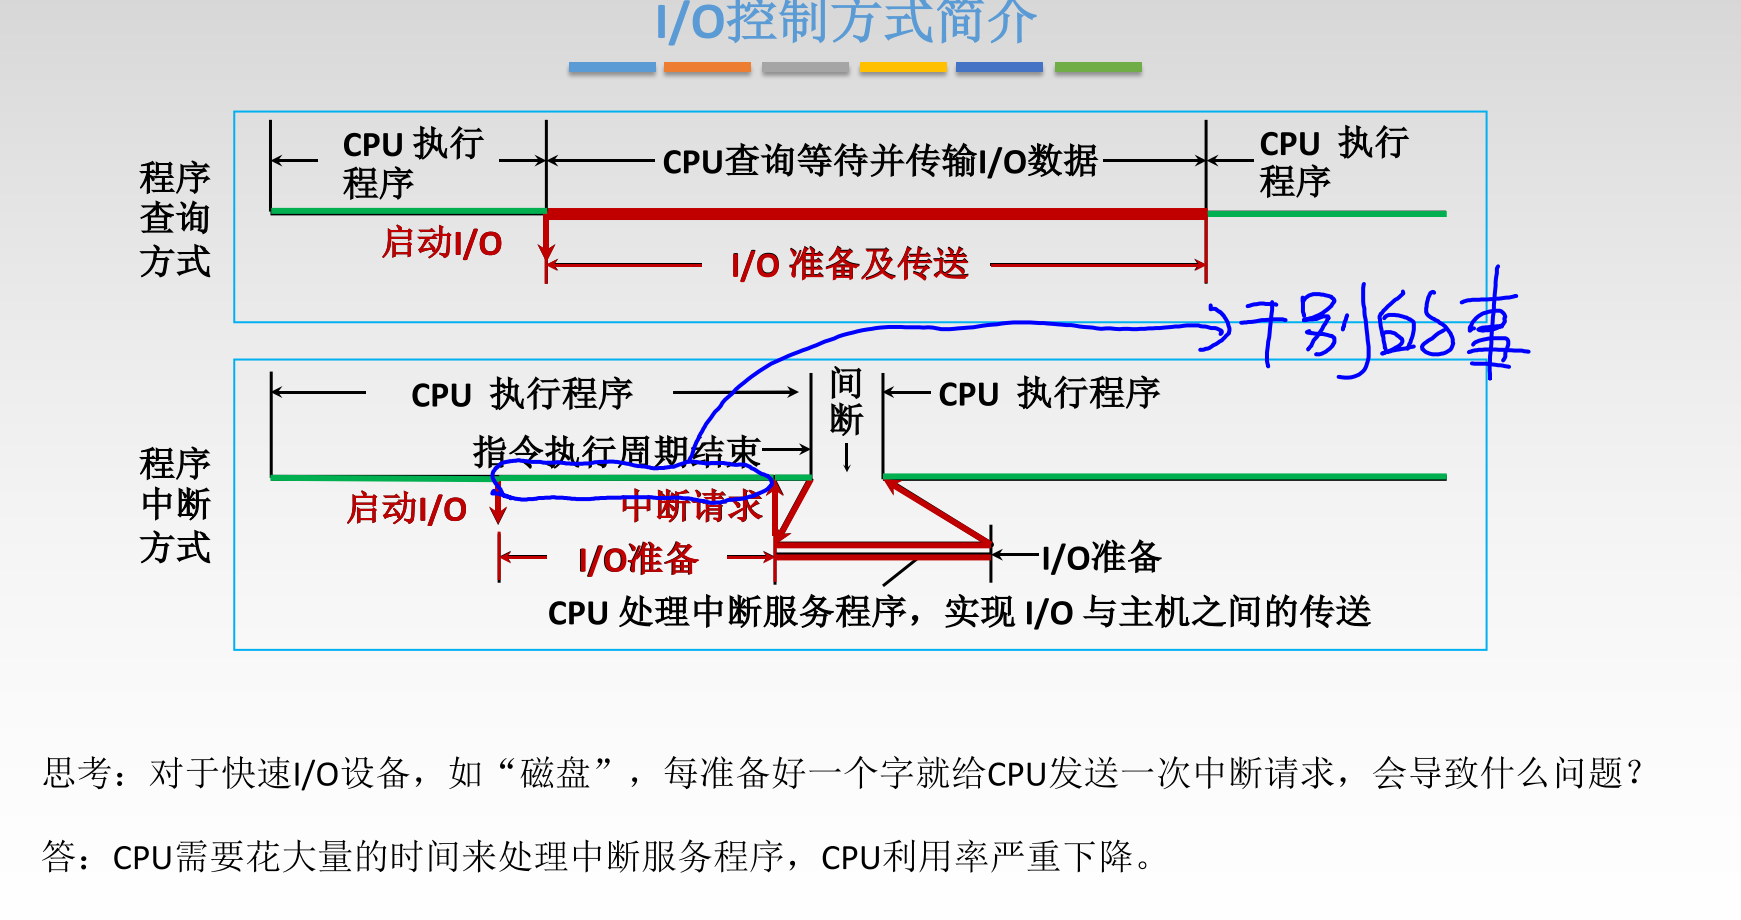 I/O控制方式简介
程序
查询
方式
CPU 执行
程序
CPU查询等待并传输I/O数据
CPU 执行
程序
启动I/O
I/O 准备及传送
干别的事
程序
中断
方式
CPU 执行程序
间
断
CPU 执行程序
指令执行周期结束
启动I/O
中断请求
I/O准备
I/O准备
CPU 处理中断服务程序，实现 I/O 与主机之间的传送
思考：对于快速I/O设备，如“磁盘”，每准备好一个字就给CPU发送一次中断请求，会导致什么问题？
答：CPU需要花大量的时间来处理中断服务程序，CPU利用率严重下降。